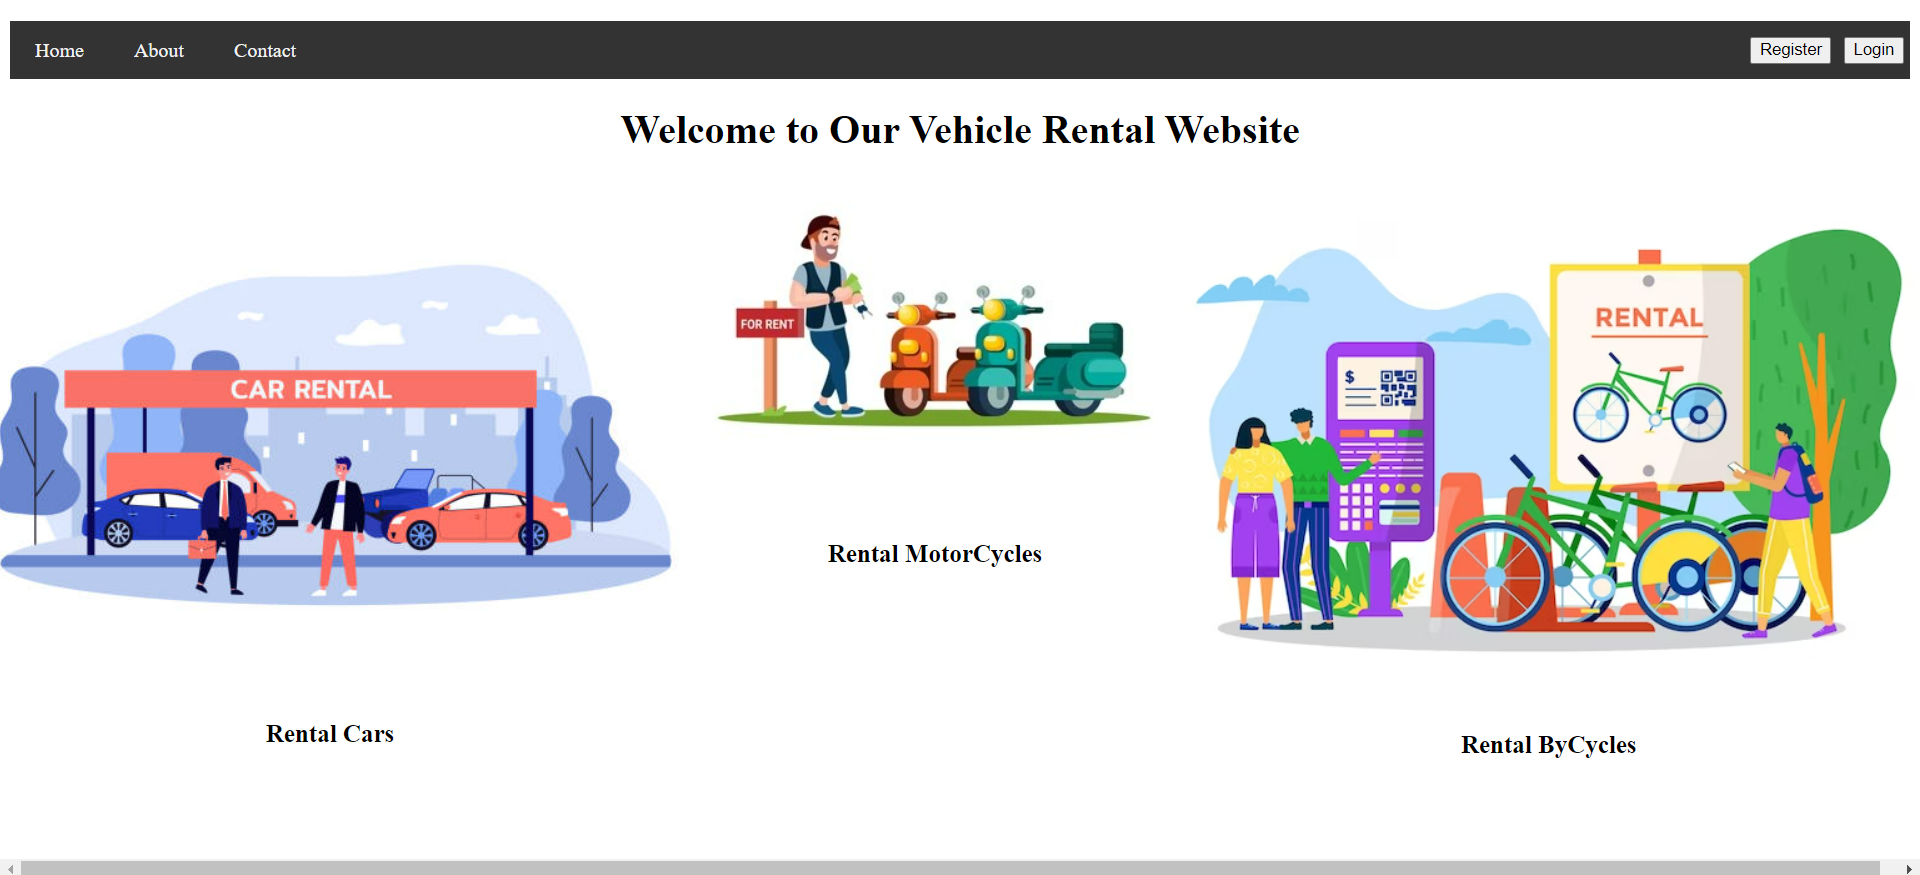 Home About Contact Register Login
Welcome to Our Vehicle Rental Website
CAR RENTAL
FOR RENT
RENTAL
$
Rental MotorCycles
Rental Cars
Rental ByCycles